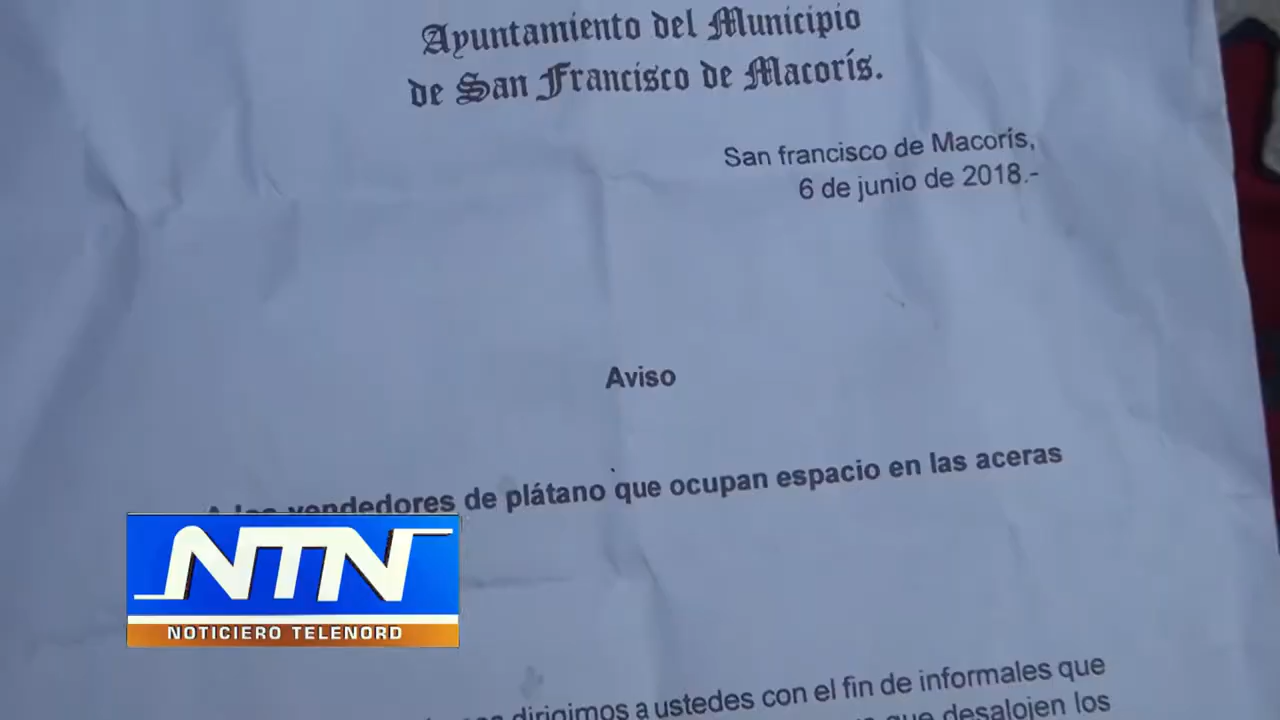 Ayuntamiento del Municipio
de San Francisco de Macorís.
San francisco de Macorís,
6 de junio de 2018.-
Aviso
A los vendedores de plátano que ocupan espacio en las aceras
NTN
NOTICIERO TELENORD
dirigimos a ustedes con el fin de informales que
que desalojen los